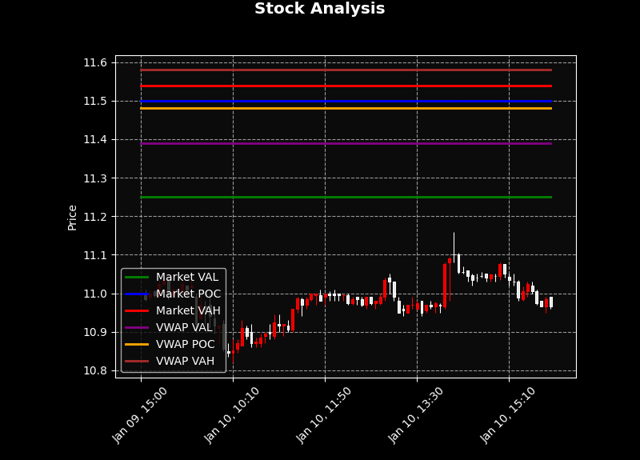 Stock Analysis
11.6
11.5
11.4
11.3
11.2
11.1
11.0
10.9
10.8
Price
Market VAL
Market POC
Market VAH
VWAP VAL
VWAP POC
VWAP VAH
Jan 09, 15:00
Jan 10, 10:10
Jan 10, 11:50
Jan 10, 13:30
Jan 10, 15:10